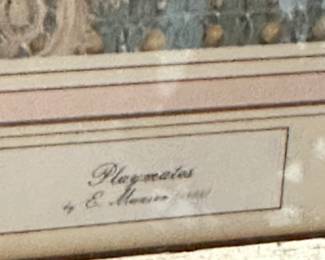 Playmates
by E. Munier